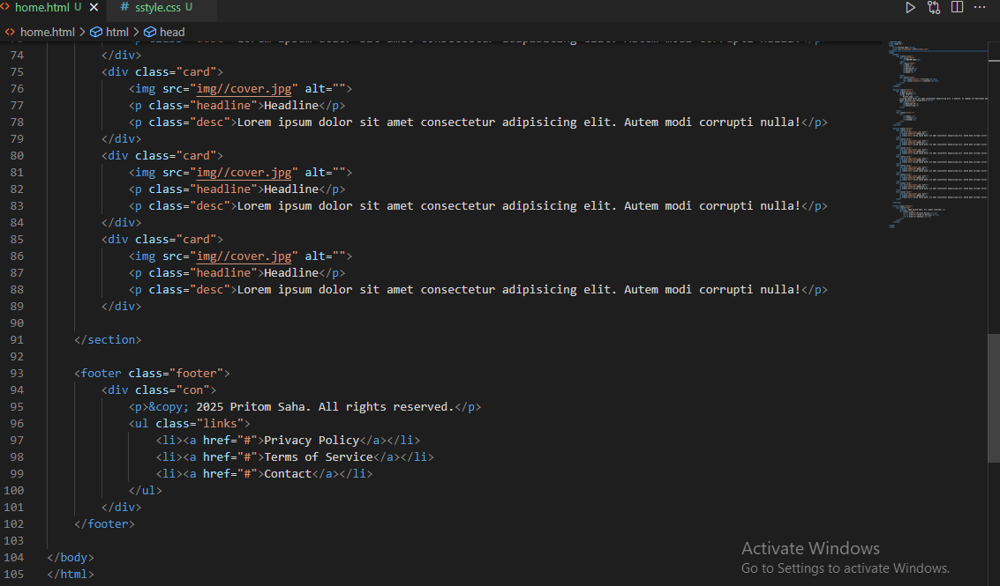 home.html U
sstyle.css U
home.html > html > head
74 </div>
75 <div class="card">
76 <img src="img//cover.jpg" alt="">
77 <p class="headline">Headline</p>
78 <p class="desc">Lorem ipsum dolor sit amet consectetur adipisicing elit. Autem modi corrupti nulla!</p>
79 </div>
80 <div class="card">
81 <img src="img//cover.jpg" alt="">
82 <p class="headline">Headline</p>
83 <p class="desc">Lorem ipsum dolor sit amet consectetur adipisicing elit. Autem modi corrupti nulla!</p>
84 </div>
85 <div class="card">
86 <img src="img//cover.jpg" alt="">
87 <p class="headline">Headline</p>
88 <p class="desc">Lorem ipsum dolor sit amet consectetur adipisicing elit. Autem modi corrupti nulla!</p>
89 </div>
90
91 </section>
92
93 <footer class="footer">
94 <div class="con">
95 <p>&copy; 2025 Pritom Saha. All rights reserved.</p>
96 <ul class="links">
97 <li><a href="#">Privacy Policy</a></li>
98 <li><a href="#">Terms of Service</a></li>
99 <li><a href="#">Contact</a></li>
100 </ul>
101 </div>
102 </footer>
103
104 </body>
105 </html>
Activate Windows
Go to Settings to activate Windows.